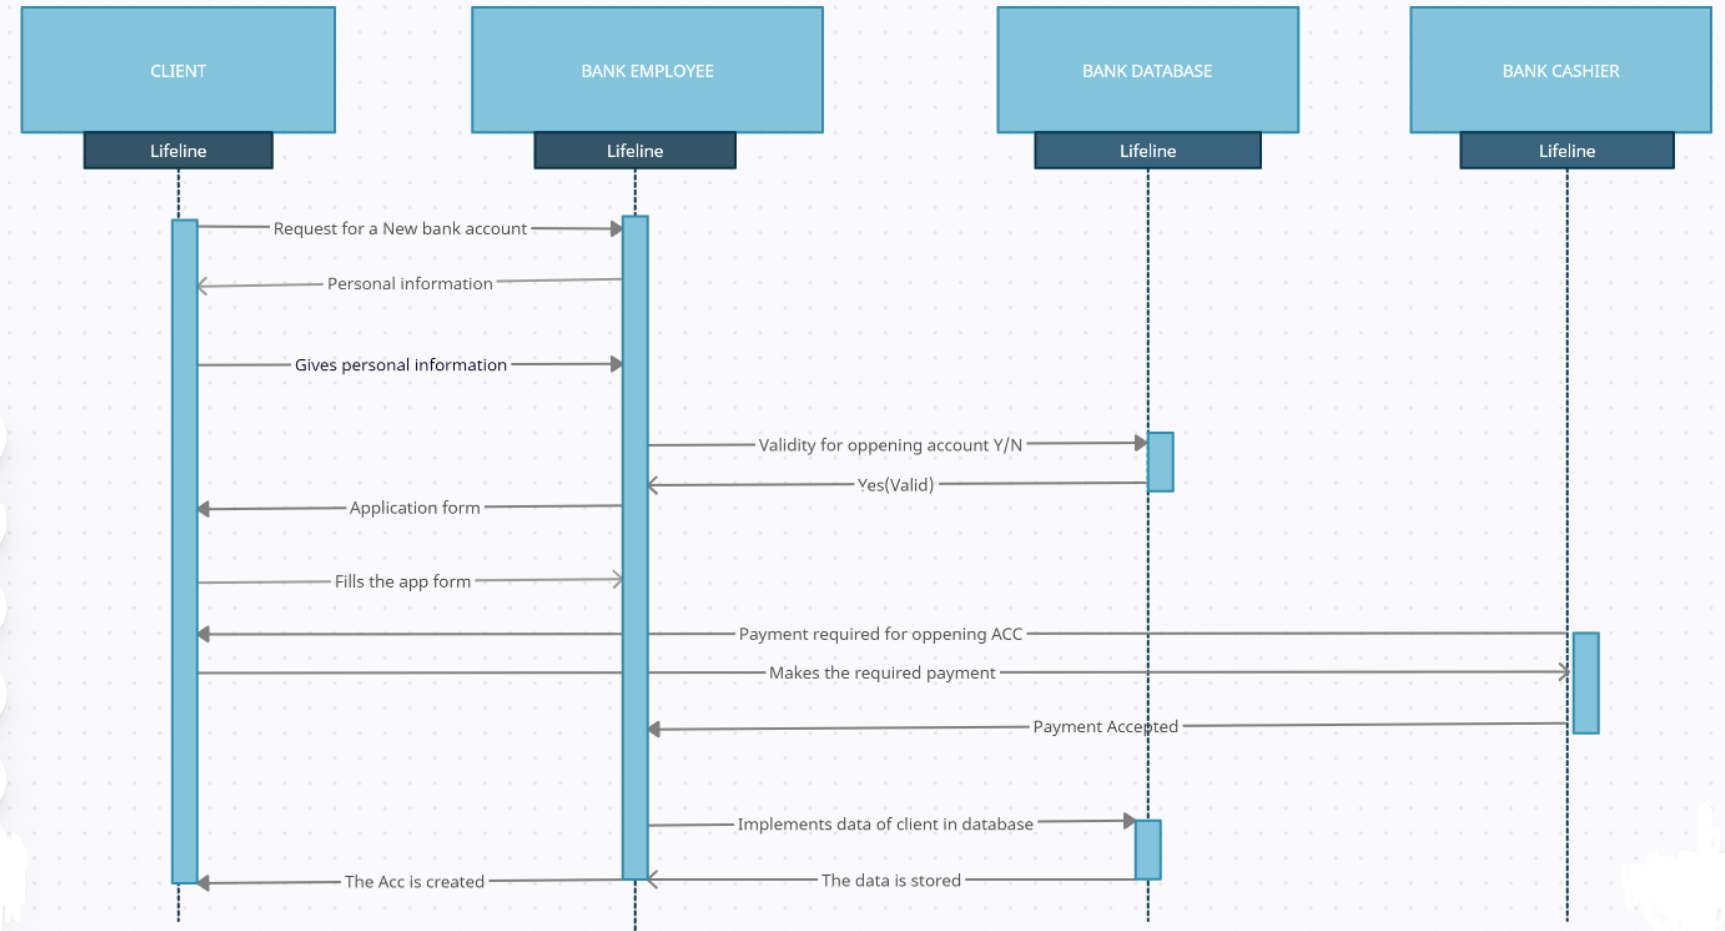 CLIENT
BANK EMPLOYEE
BANK DATABASE
BANK CASHIER
Lifeline
Lifeline
Lifeline
Lifeline
Request for a New bank account
Personal information
Gives personal information
Validity for oppening account Y/N
Yes(Valid)
Application form
Fills the app form
Payment required for oppening ACC
Makes the required payment
Payment Accepted
Implements data of client in database
The data is stored
The Acc is created